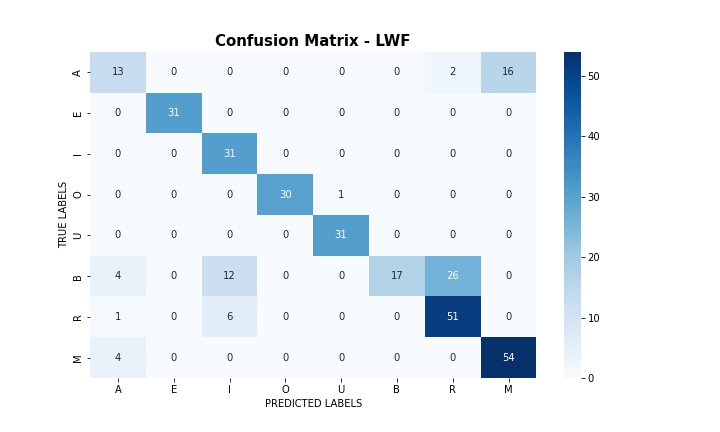 Confusion Matrix - LWF
A 13 0 0 0 0 0 2 16
E 0 31 0 0 0 0 0 0
I 0 0 31 0 0 0 0 0
O 0 0 0 30 1 0 0 0
U 0 0 0 0 31 0 0 0
B 4 0 12 0 0 17 26 0
R 1 0 6 0 0 0 51 0
M 4 0 0 0 0 0 0 54
A E I O U B R M
TRUE LABELS
PREDICTED LABELS
50
40
30
20
10
0